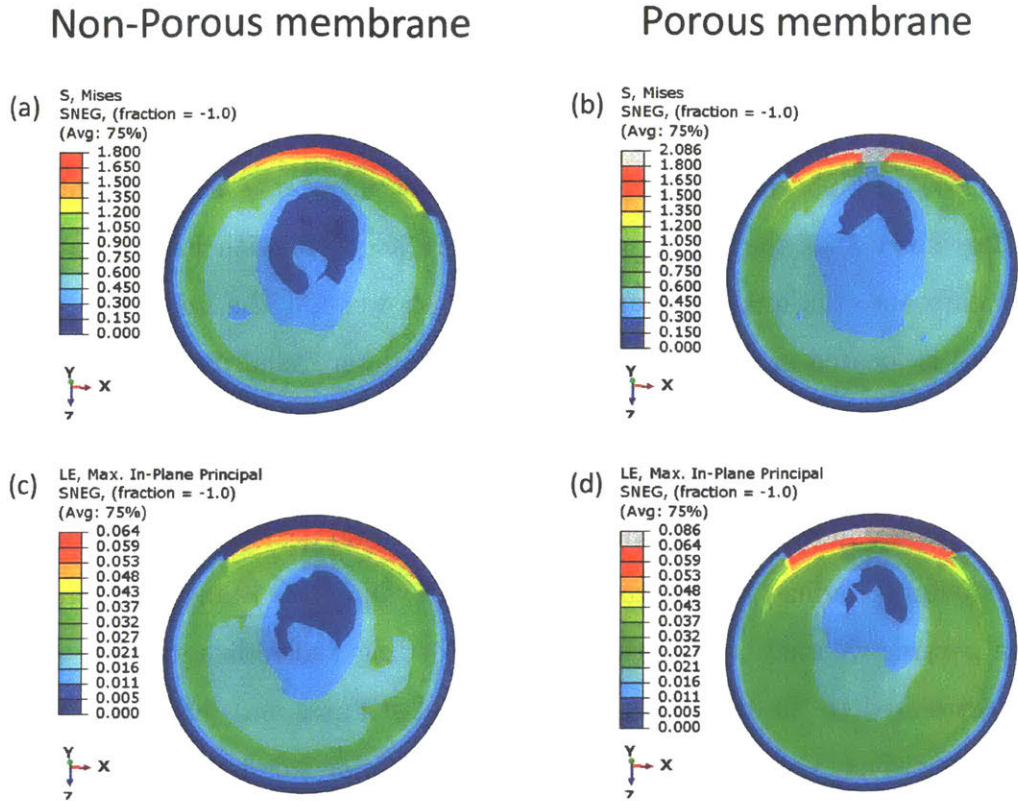 Non-Porous membrane
Porous membrane
(a)
S, Mises
SNEG, (fraction = -1.0)
(Avg: 75%)
1.800
1.650
1.500
1.350
1.200
1.050
0.900
0.750
0.600
0.450
0.300
0.150
0.000
Y
X
Z
(b)
S, Mises
SNEG, (fraction = -1.0)
(Avg: 75%)
2.086
1.800
1.650
1.500
1.350
1.200
1.050
0.900
0.750
0.600
0.450
0.300
0.150
0.000
Y
X
Z
(c)
LE, Max. In-Plane Principal
SNEG, (fraction = -1.0)
(Avg: 75%)
0.064
0.059
0.053
0.048
0.043
0.037
0.032
0.027
0.021
0.016
0.011
0.005
0.000
Y
X
Z
(d)
LE, Max. In-Plane Principal
SNEG, (fraction = -1.0)
(Avg: 75%)
0.086
0.064
0.059
0.053
0.048
0.043
0.037
0.032
0.027
0.021
0.016
0.011
0.005
0.000
Y
X
Z